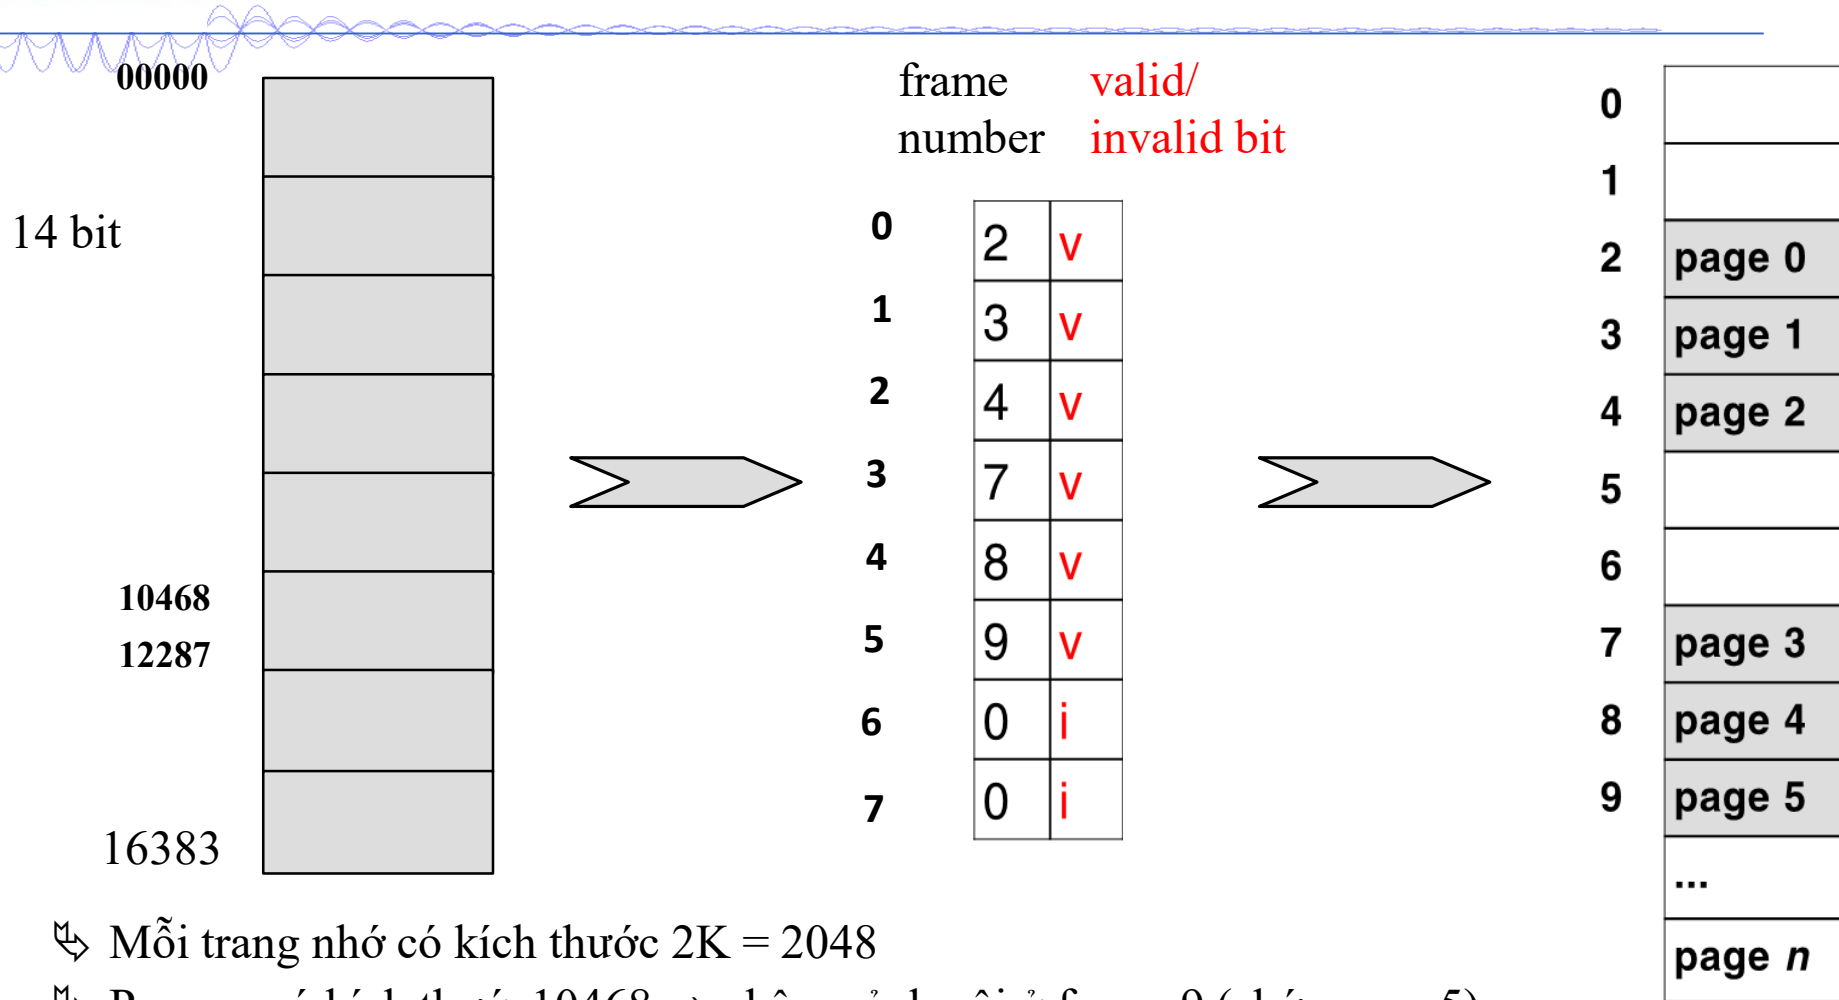 00000
14 bit
10468
12287
16383
frame valid/
number invalid bit
0 2 v
1 3 v
2 4 v
3 7 v
4 8 v
5 9 v
6 0 i
7 0 i
0
1
2 page 0
3 page 1
4 page 2
5
6
7 page 3
8 page 4
9 page 5
...
page n
Mỗi trang nhớ có kích thước 2K = 2048